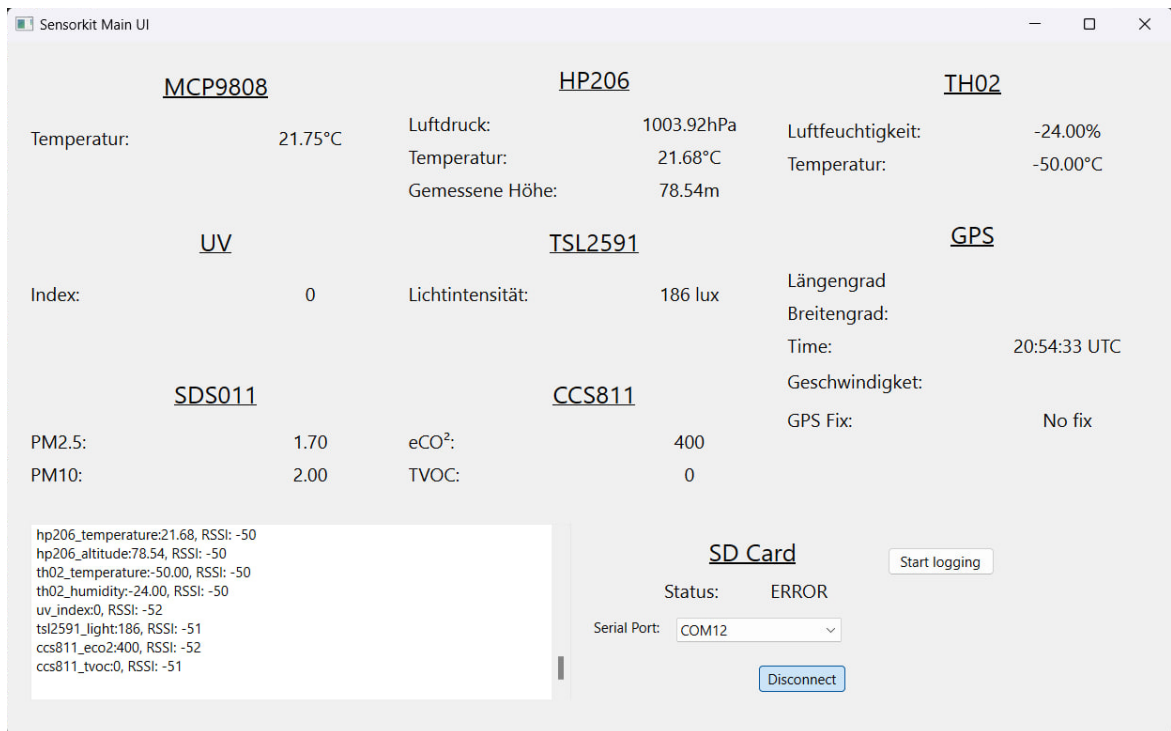 Sensorkit Main UI
MCP9808
Temperatur: 21.75°C
HP206
Luftdruck: 1003.92hPa
Temperatur: 21.68°C
Gemessene Höhe: 78.54m
TH02
Luftfeuchtigkeit: -24.00%
Temperatur: -50.00°C
UV
Index: 0
TSL2591
Lichtintensität: 186 lux
GPS
Längengrad
Breitengrad:
Time: 20:54:33 UTC
Geschwindigket:
GPS Fix: No fix
SDS011
PM2.5: 1.70
PM10: 2.00
CCS811
eCO²: 400
TVOC: 0
hp206_temperature:21.68, RSSI: -50
hp206_altitude:78.54, RSSI: -50
th02_temperature:-50.00, RSSI: -50
th02_humidity:-24.00, RSSI: -50
uv_index:0, RSSI: -52
tsl2591_light:186, RSSI: -51
ccs811_eco2:400, RSSI: -52
ccs811_tvoc:0, RSSI: -51
SD Card
Start logging
Status: ERROR
Serial Port: COM12
Disconnect